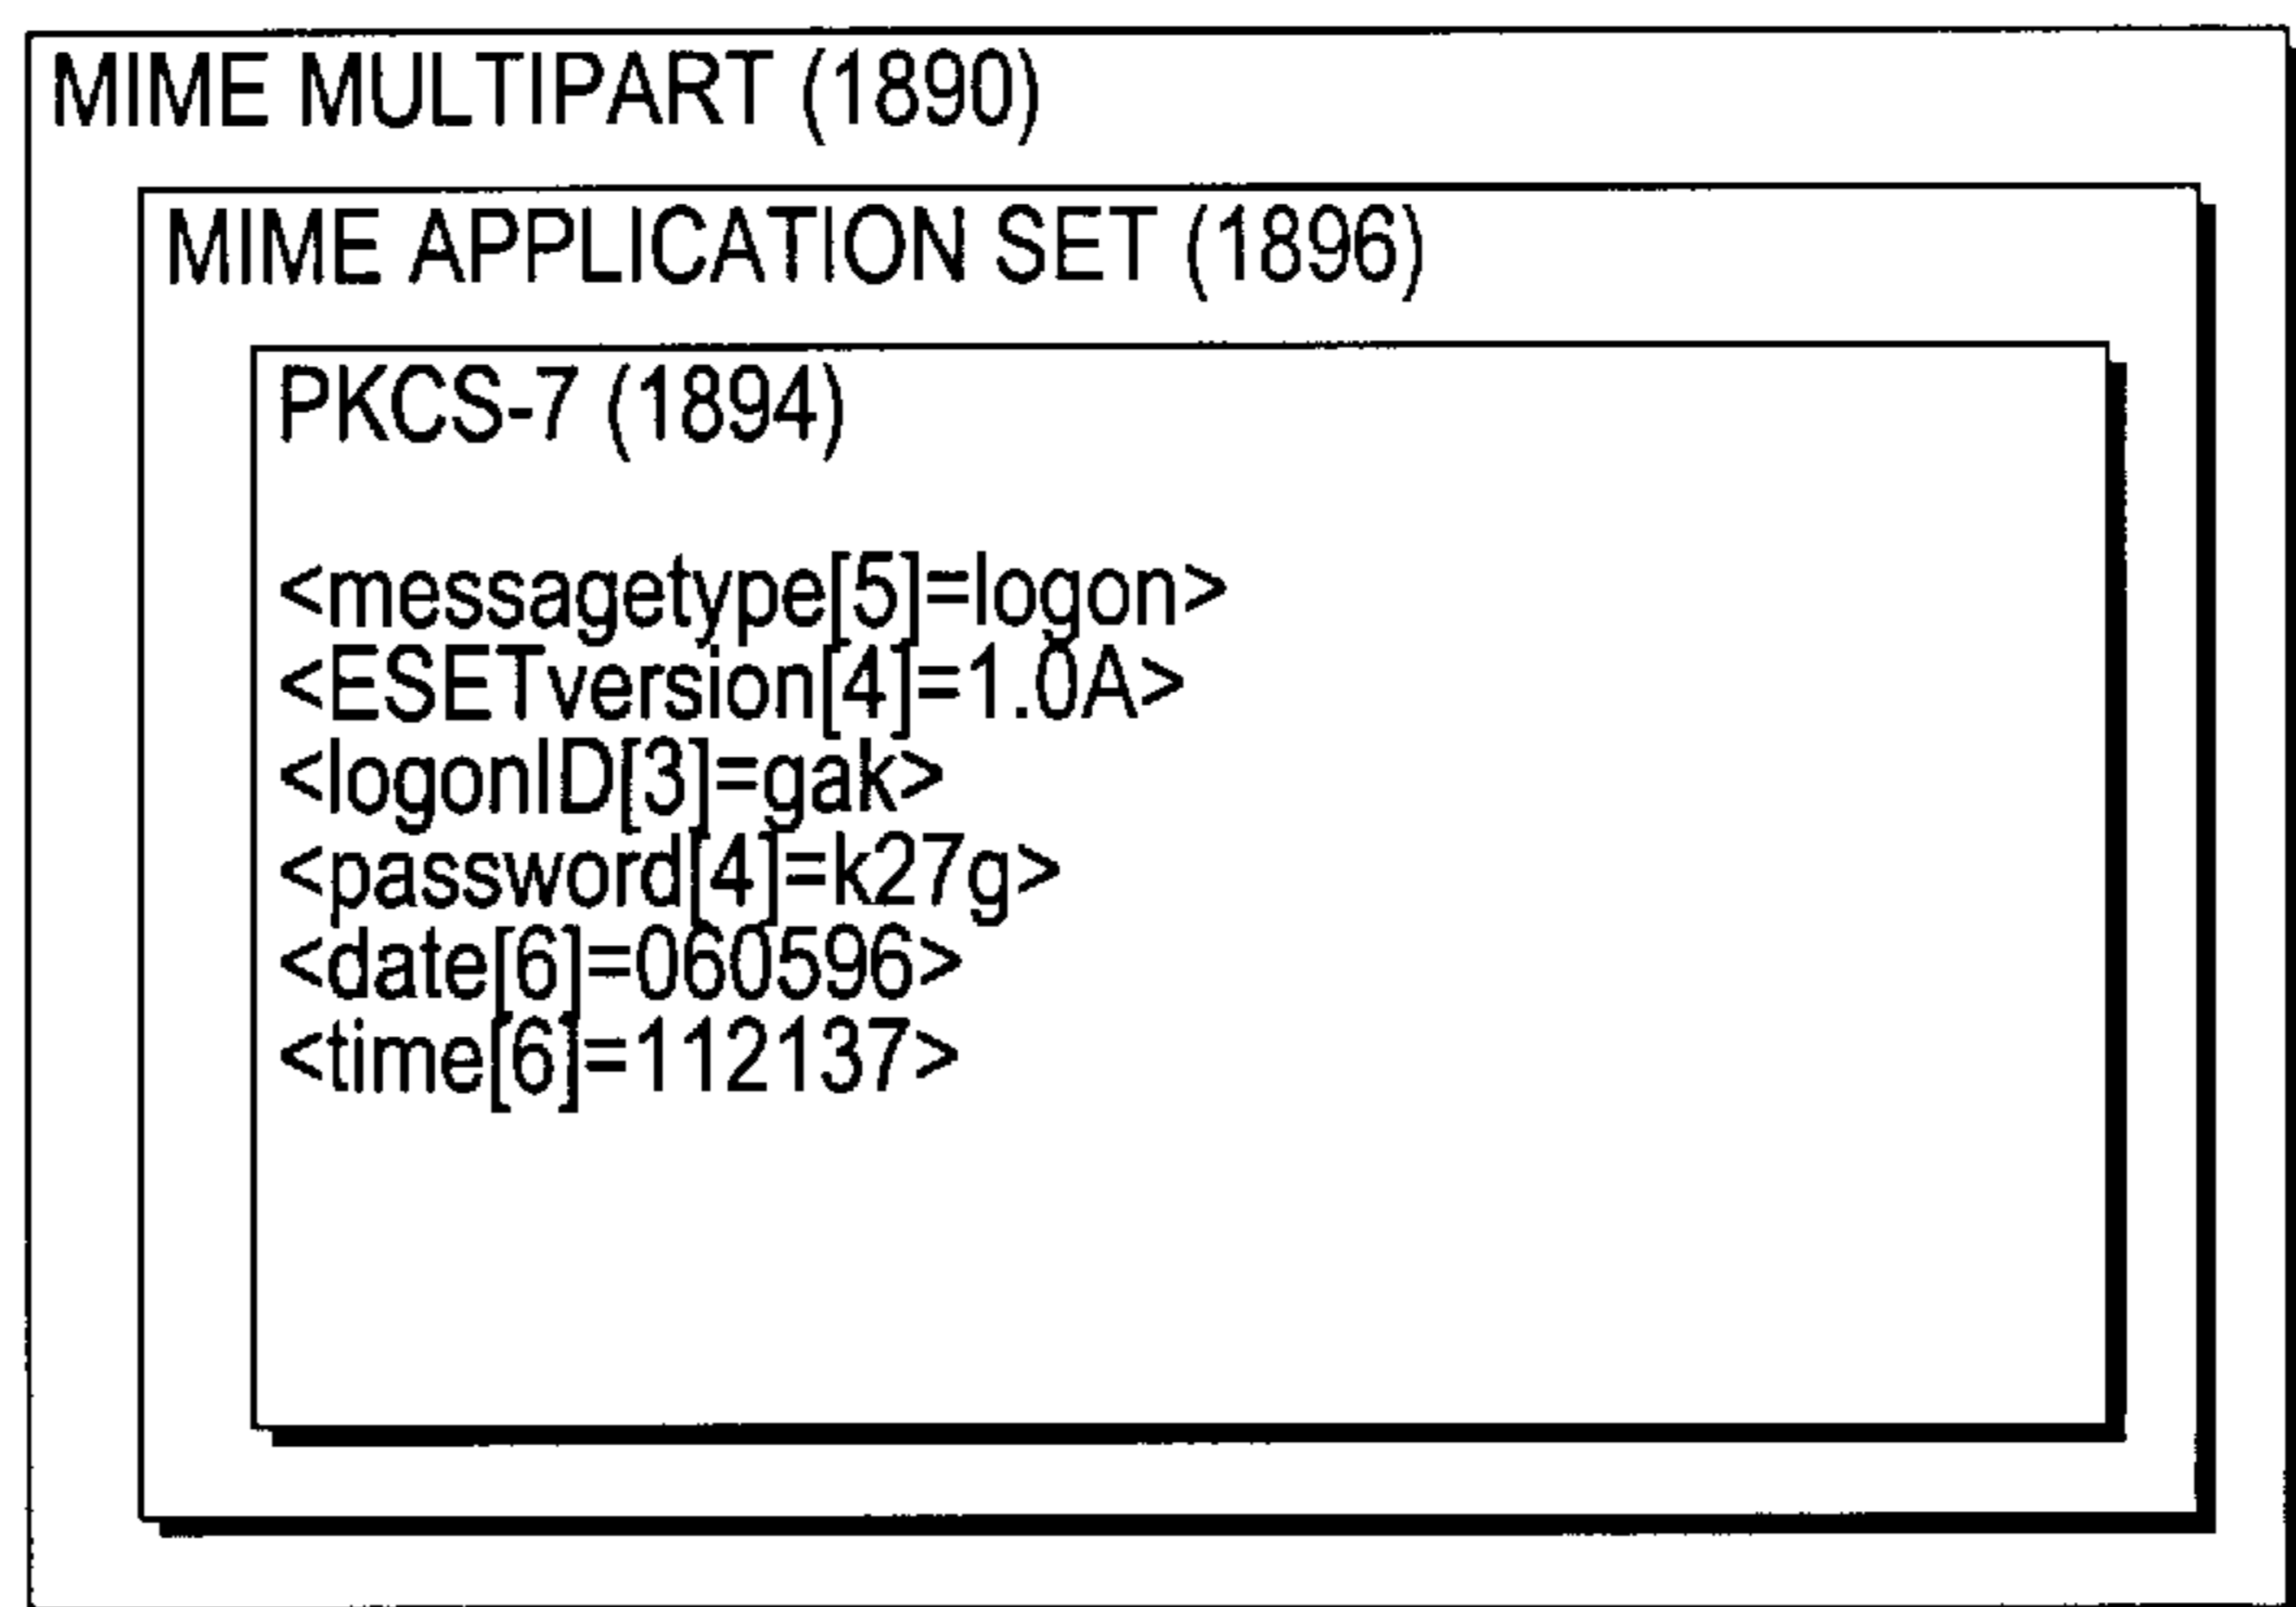 MIME MULTIPART (1890)
MIME APPLICATION SET (1896)
PKCS-7 (1894)
<messagetype[5]=logon>
<ESETversion[4]=1.0A>
<logonID[3]=gak>
<password[4]=k27g>
<date[6]=060596>
<time[6]=112137>